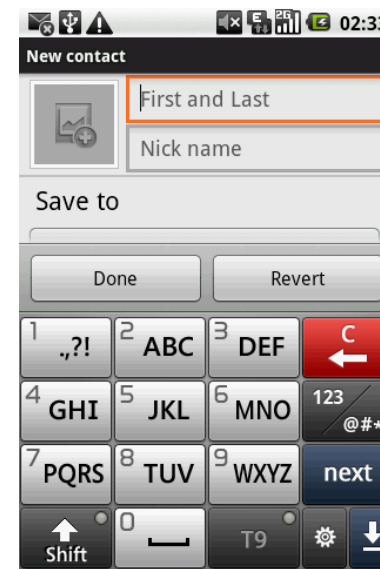 E 2G 02:33
New contact
First and Last
Nick name
Save to
Done Revert
1 .,?! 2 ABC 3 DEF C
4 GHI 5 JKL 6 MNO 123 @#*
7 PQRS 8 TUV 9 WXYZ next
Shift 0 T9